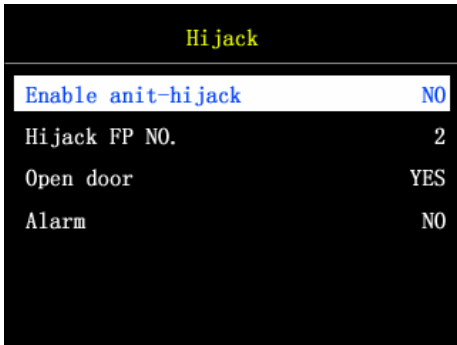 Hijack
Enable anit-hijack NO
Hijack FP NO. 2
Open door YES
Alarm NO